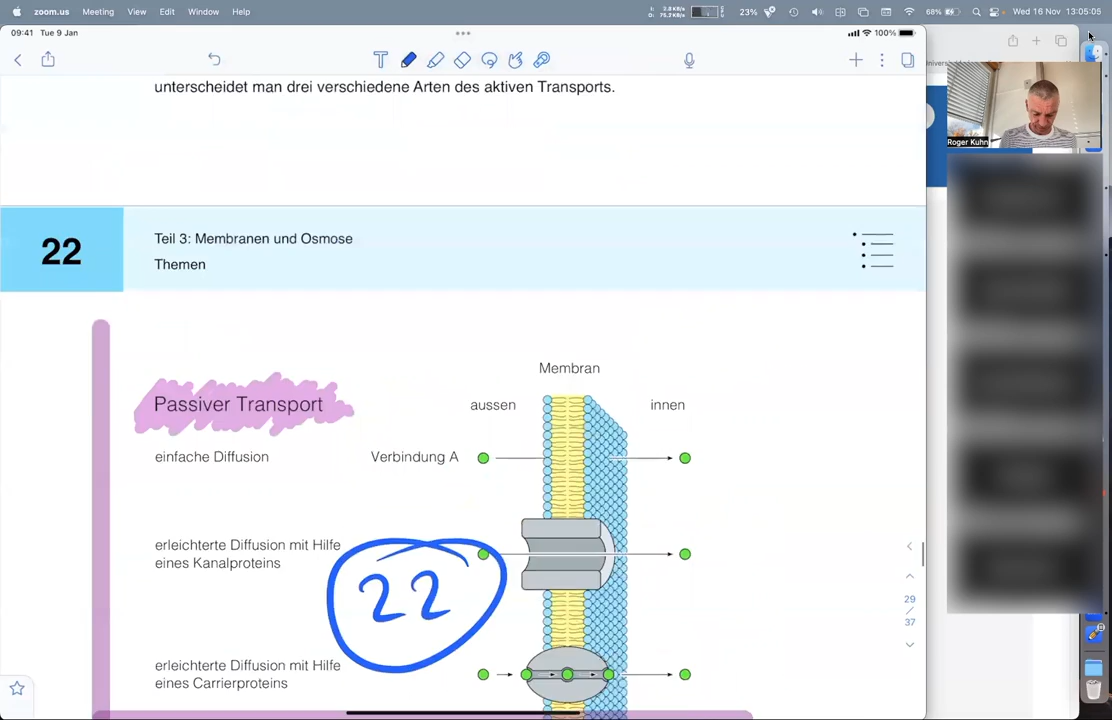 zoom.us Meeting View Edit Window Help
23%
68%
Wed 16 Nov 13:05:05
09:41 Tue 9 Jan
100%
unterscheidet man drei verschiedene Arten des aktiven Transports.
Roger Kuhn
22
Teil 3: Membranen und Osmose
Themen
Membran
Passiver Transport
aussen
innen
einfache Diffusion
Verbindung A
erleichterte Diffusion mit Hilfe
eines Kanalproteins
22
29
/
37
erleichterte Diffusion mit Hilfe
eines Carrierproteins